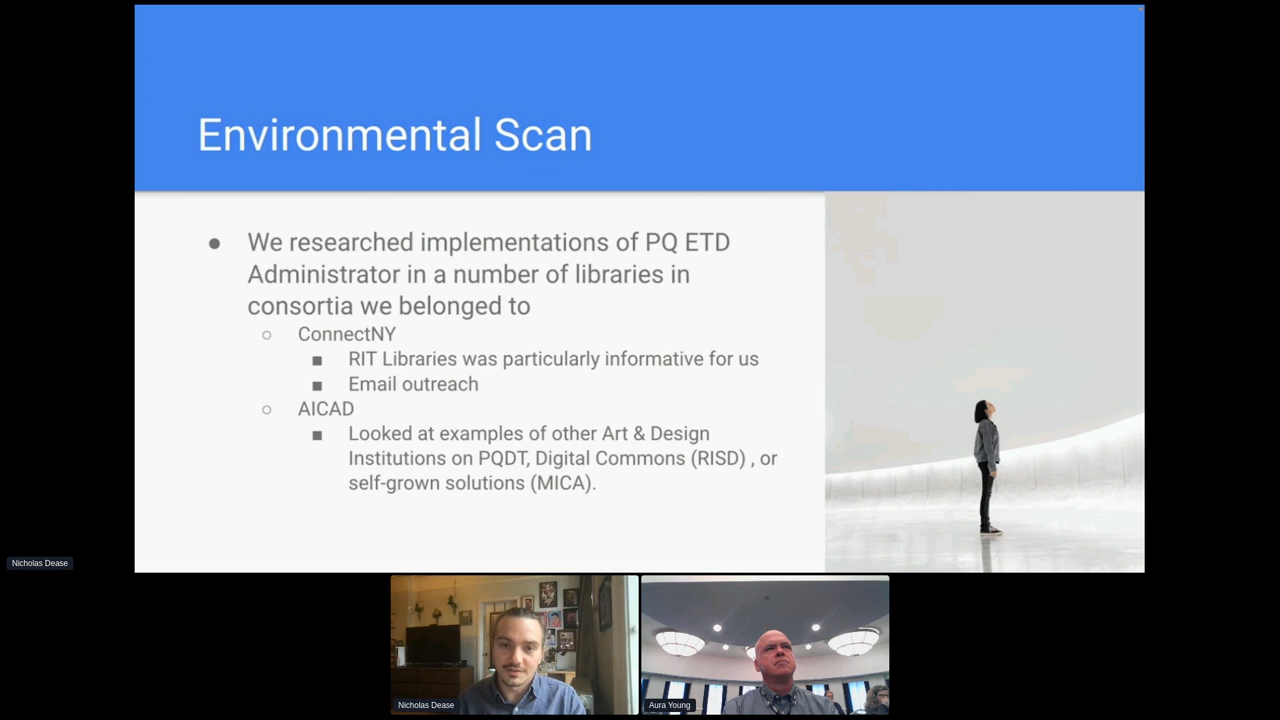 Environmental Scan
● We researched implementations of PQ ETD
Administrator in a number of libraries in
consortia we belonged to
○ ConnectNY
■ RIT Libraries was particularly informative for us
■ Email outreach
○ AICAD
■ Looked at examples of other Art & Design
Institutions on PQDT, Digital Commons (RISD) , or
self-grown solutions (MICA).
Nicholas Dease
Nicholas Dease
Aura Young